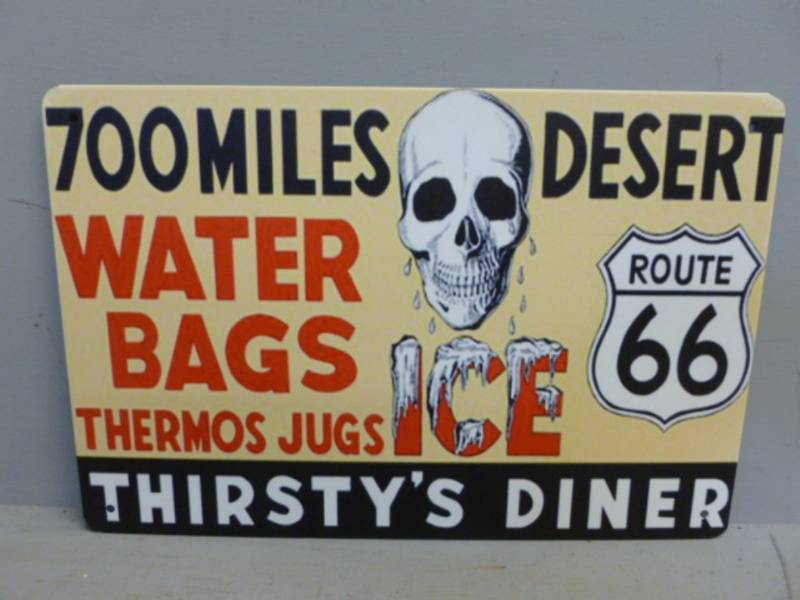 700 MILES DESERT
WATER
BAGS
THERMOS JUGS
ICE
ROUTE
66
THIRSTY'S DINER